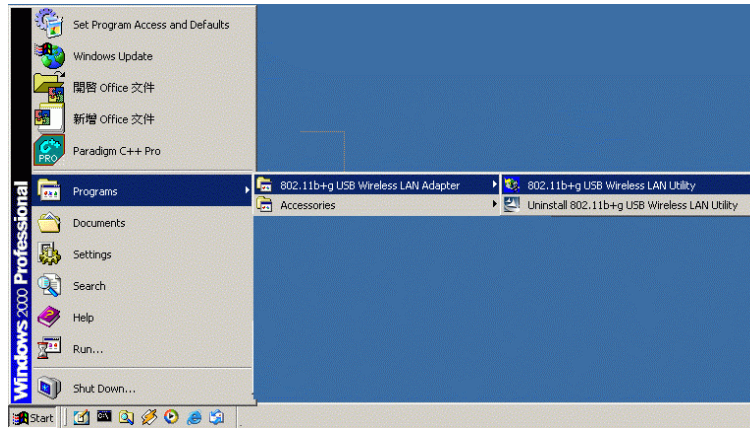 Set Program Access and Defaults
Windows Update
開啓 Office 文件
新增 Office 文件
PRO
Paradigm C++ Pro
Programs
802.11b+g USB Wireless LAN Adapter
802.11b+g USB Wireless LAN Utility
Accessories
Uninstall 802.11b+g USB Wireless LAN Utility
Documents
Settings
Search
Help
Run...
Shut Down...
Windows 2000 Professional
Start